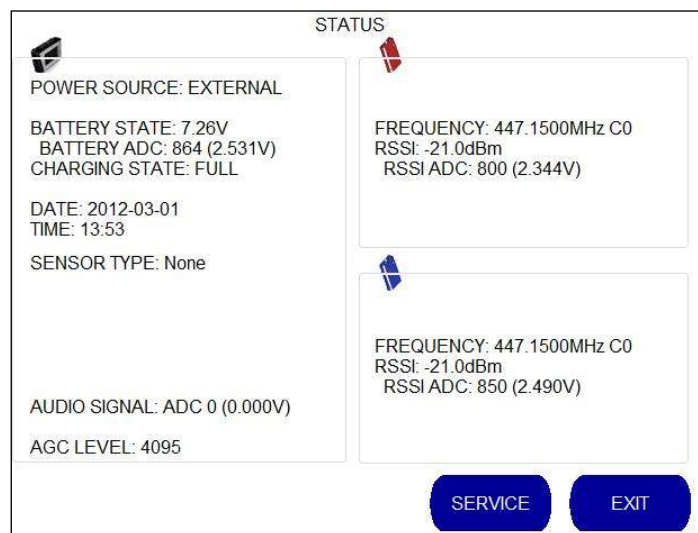 STATUS
POWER SOURCE: EXTERNAL
BATTERY STATE: 7.26V
BATTERY ADC: 864 (2.531V)
CHARGING STATE: FULL
DATE: 2012-03-01
TIME: 13:53
SENSOR TYPE: None
AUDIO SIGNAL: ADC 0 (0.000V)
AGC LEVEL: 4095
FREQUENCY: 447.1500MHz C0
RSSI: -21.0dBm
RSSI ADC: 800 (2.344V)
FREQUENCY: 447.1500MHz C0
RSSI: -21.0dBm
RSSI ADC: 850 (2.490V)
SERVICE
EXIT